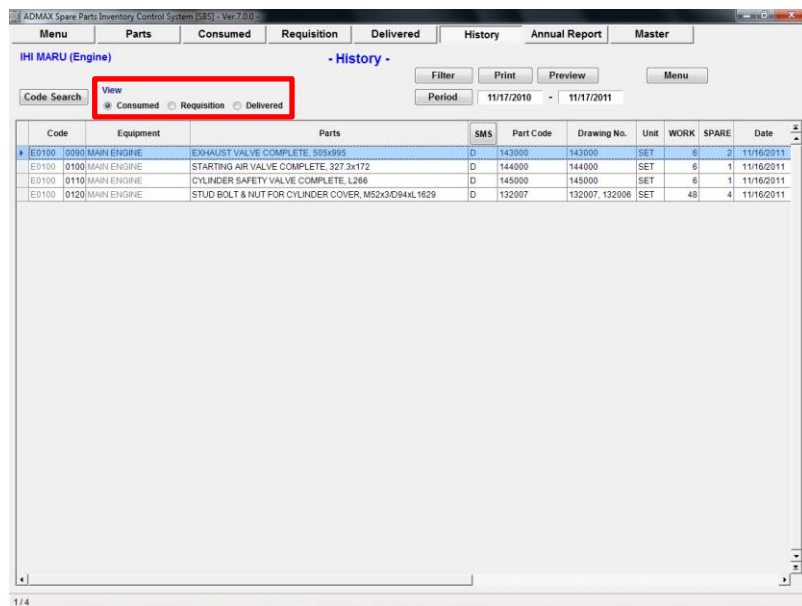 ADMAX Spare Parts Inventory Control System [SBS] - Ver.7.0.0 -
Menu Parts Consumed Requisition Delivered History Annual Report Master
IHI MARU (Engine) - History -
Filter Print Preview Menu
Code Search View Consumed Requisition Delivered Period 11/17/2010 - 11/17/2011
Code Equipment Parts SMS Part Code Drawing No. Unit WORK SPARE Date
E0100 0090 MAIN ENGINE EXHAUST VALVE COMPLETE, 505x995 D 143000 143000 SET 6 2 11/16/2011
E0100 0100 MAIN ENGINE STARTING AIR VALVE COMPLETE, 327.3x172 D 144000 144000 SET 6 1 11/16/2011
E0100 0110 MAIN ENGINE CYLINDER SAFETY VALVE COMPLETE, L266 D 145000 145000 SET 6 1 11/16/2011
E0100 0120 MAIN ENGINE STUD BOLT & NUT FOR CYLINDER COVER, M52x3/D94xL1629 D 132007 132007, 132006 SET 48 4 11/16/2011
1 / 4